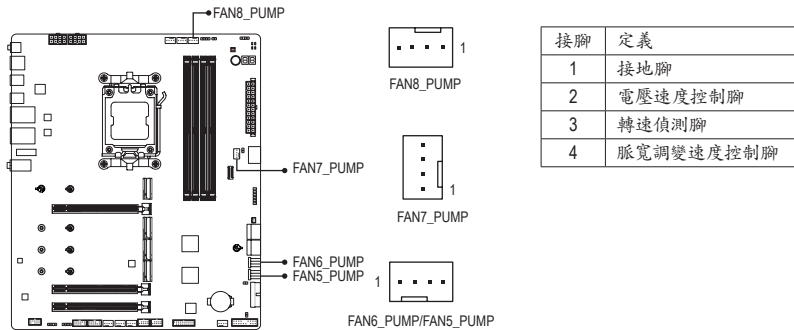 FAN8_PUMP
FAN7_PUMP
FAN6_PUMP
FAN5_PUMP
1
FAN8_PUMP
1
FAN7_PUMP
1
FAN6_PUMP/FAN5_PUMP
接腳 定義
1 接地腳
2 電壓速度控制腳
3 轉速偵測腳
4 脈寬調變速度控制腳